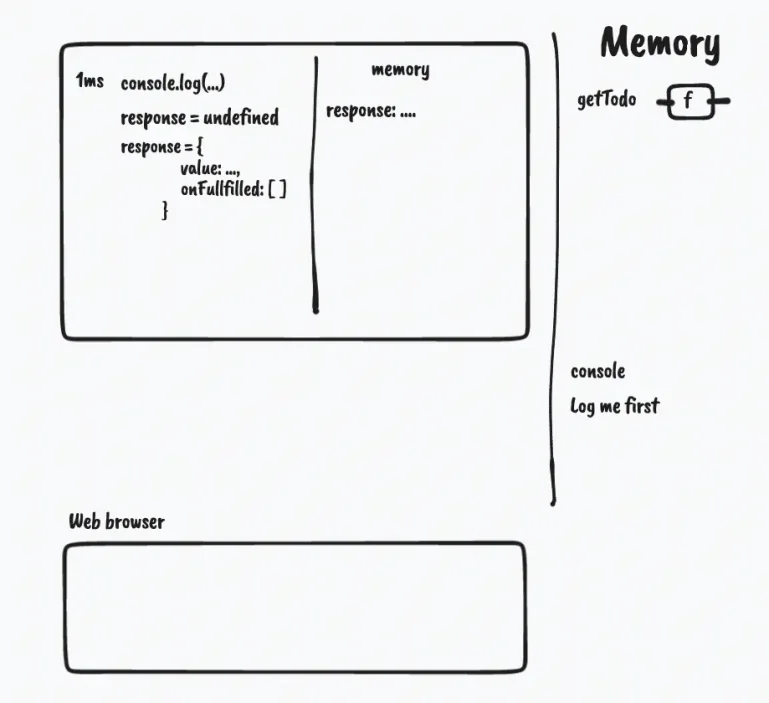 Memory
getTodo f
1ms console.log(...)
response = undefined
response = {
value: ...,
onFullfilled: [ ]
}
memory
response: ....
console
Log me first
Web browser